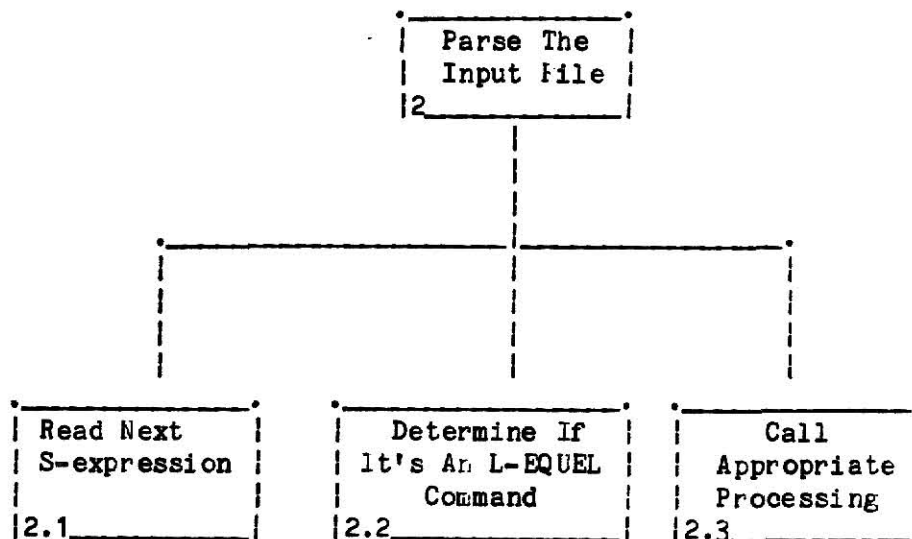 Parse The
Input File
2
Read Next
S-expression
2.1
Determine If
It's An L-EQUEL
Command
2.2
Call
Appropriate
Processing
2.3